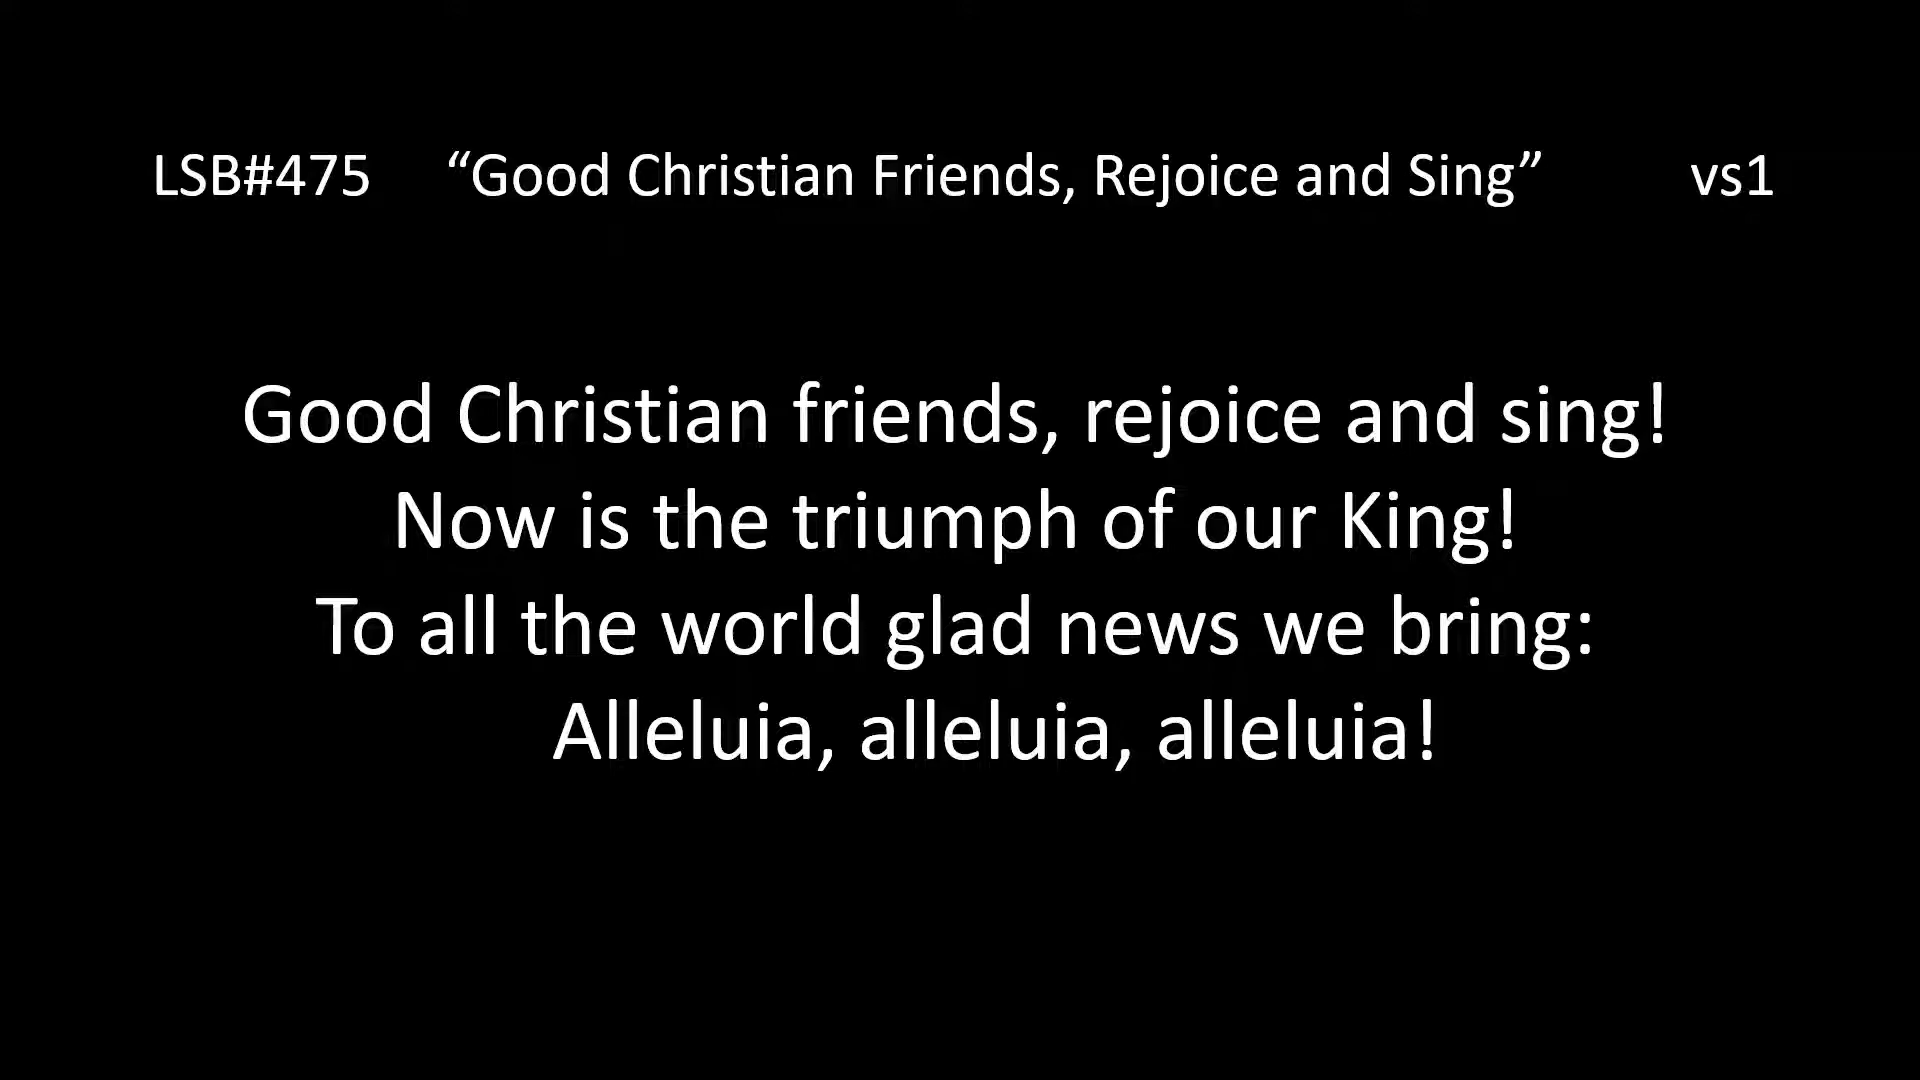 LSB#475 “Good Christian Friends, Rejoice and Sing” vs1
Good Christian friends, rejoice and sing!
Now is the triumph of our King!
To all the world glad news we bring:
Alleluia, alleluia, alleluia!